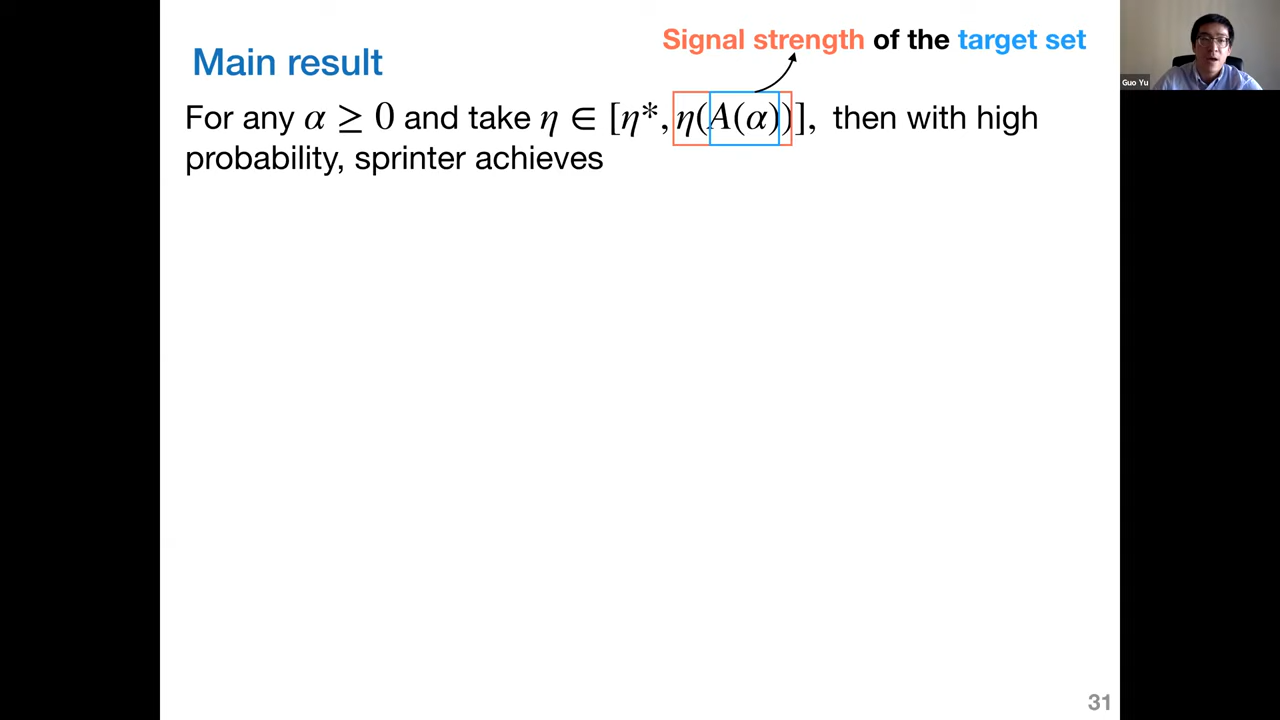 Signal strength of the target set
Main result
For any α ≥ 0 and take η ∈ [η*, η(A(α))], then with high
probability, sprinter achieves
Guo Yu
31